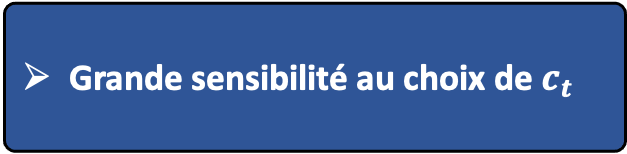 ➢ Grande sensibilité au choix de c_t